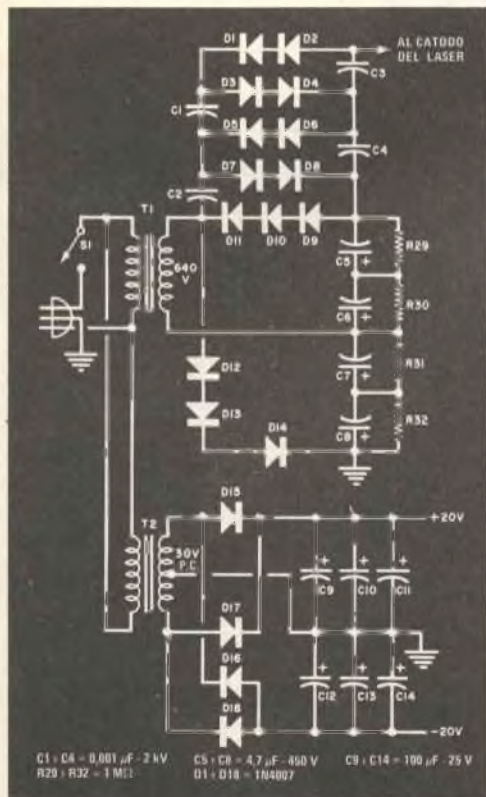 D1 D2
AL CATODO
DEL LASER
C3
D3 D4
C1
D5 D6
C4
D7 D8
C2
T1
S1
640
V
D11 D10 D9
C5
R29
C6
R30
C7
R31
C8
R32
D12
D13
D14
T2
D15
+20V
30V
P.C
C9 C10 C11
D17
D16
C12 C13 C14
D18
-20V
C1÷C4 = 0,001 µF - 2 kV C5÷C8 = 4,7 µF - 450 V C9÷C14 = 100 µF - 25 V
R29÷R32 = 1 MΩ D1÷D18 = 1N4007